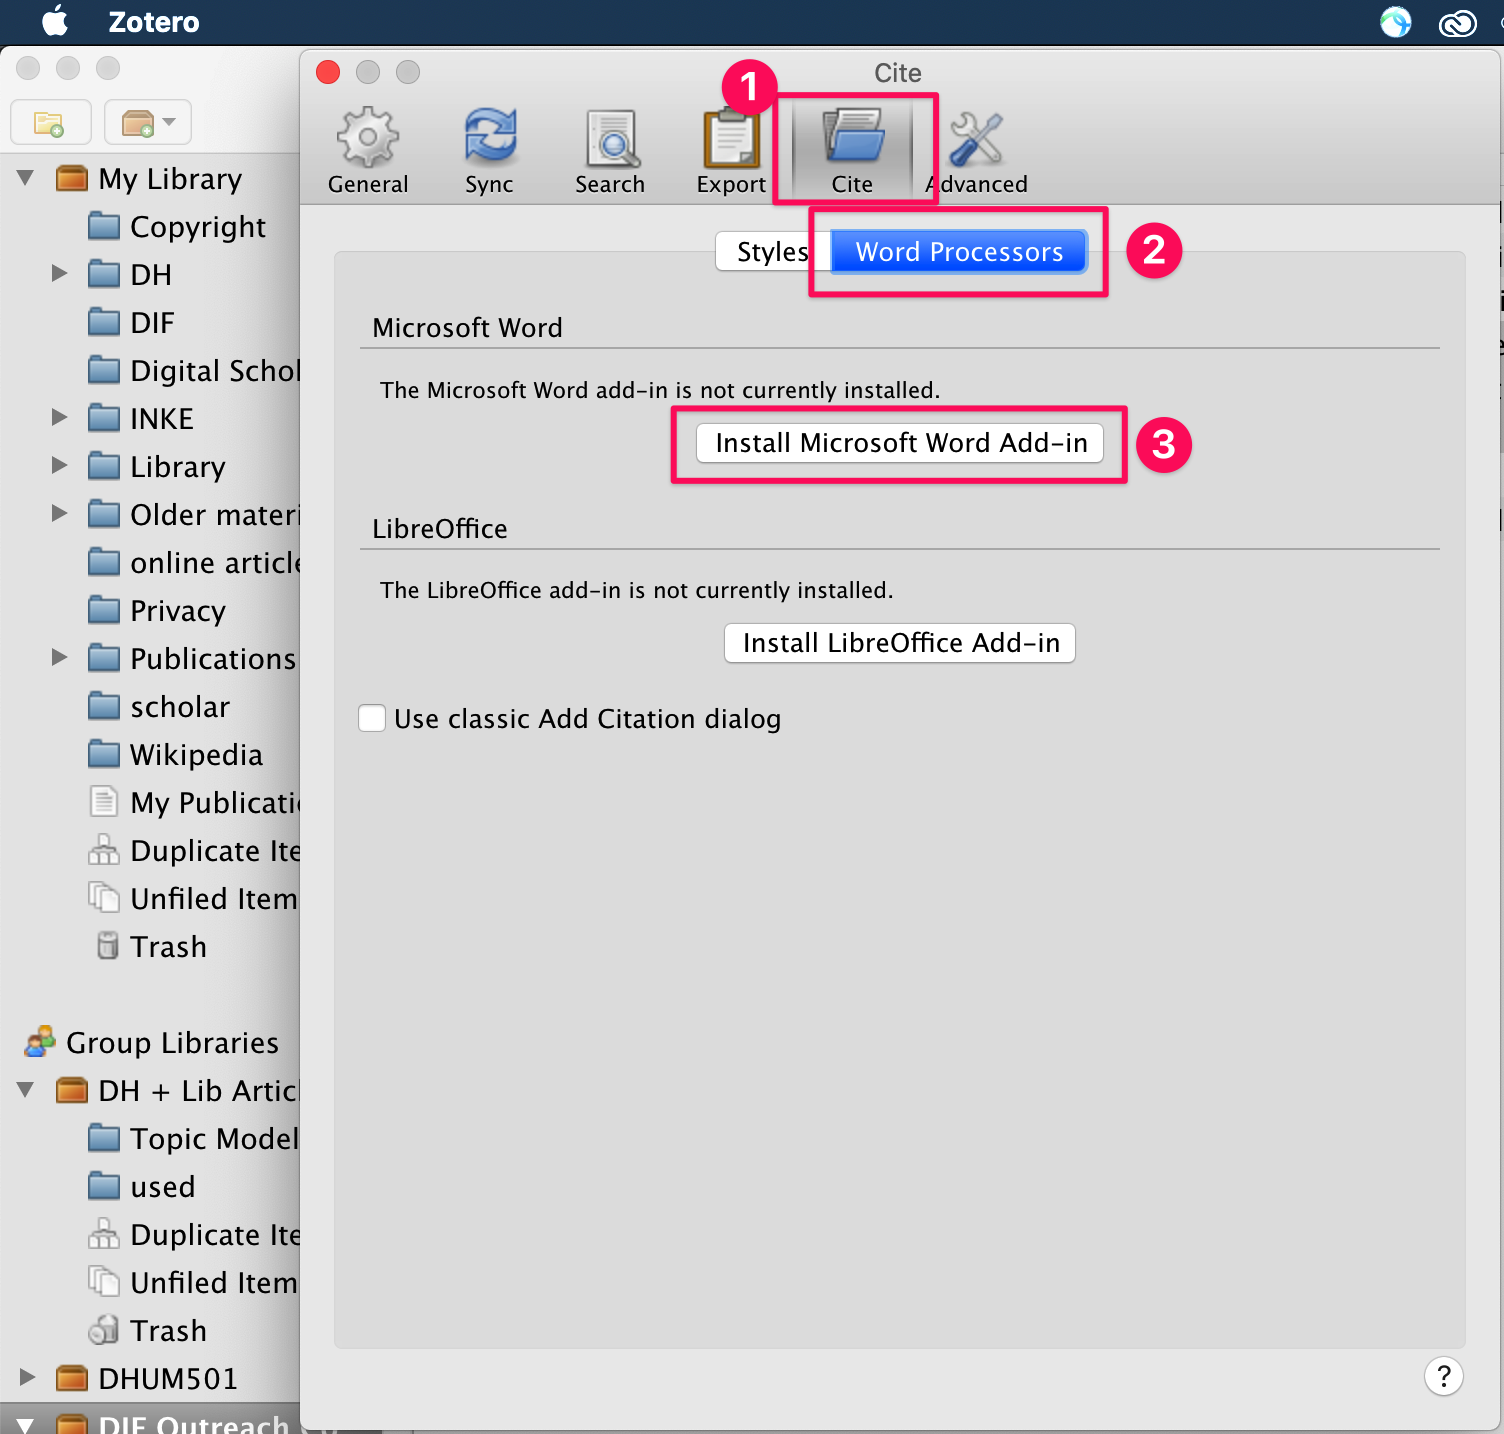 Zotero
Cite
1
General
Sync
Search
Export
Cite
Advanced
Styles
Word Processors
2
Microsoft Word
The Microsoft Word add-in is not currently installed.
Install Microsoft Word Add-in
3
LibreOffice
The LibreOffice add-in is not currently installed.
Install LibreOffice Add-in
Use classic Add Citation dialog
?
My Library
Copyright
DH
DIF
Digital Schol
INKE
Library
Older materi
online article
Privacy
Publications
scholar
Wikipedia
My Publicatio
Duplicate Ite
Unfiled Item
Trash
Group Libraries
DH + Lib Articl
Topic Model
used
Duplicate Ite
Unfiled Item
Trash
DHUM501
DIF Outreach